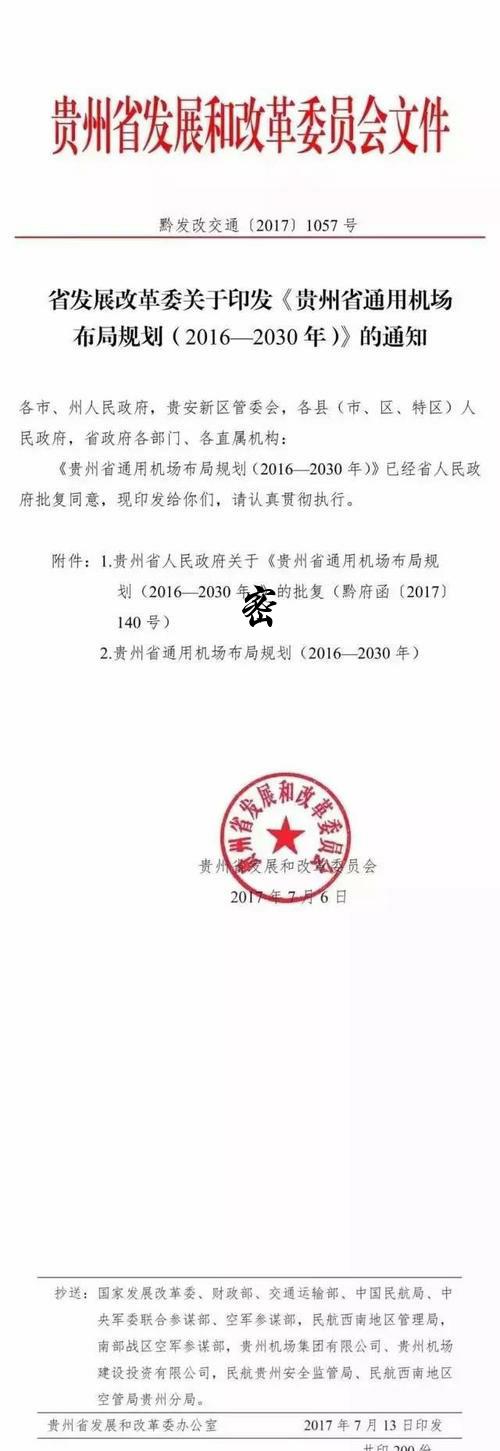 贵州省发展和改革委员会文件
黔发改交通〔2017〕1057 号
省发展改革委关于印发《贵州省通用机场
布局规划（2016—2030 年）》的通知
各市、州人民政府，贵安新区管委会，各县（市、区、特区）人
民政府，省政府各部门、各直属机构：
《贵州省通用机场布局规划（2016—2030 年）》已经省人民政
府批复同意，现印发给你们，请认真贯彻执行。
附件：1.贵州省人民政府关于《贵州省通用机场布局规
划（2016—2030 年）》的批复（黔府函〔2017〕
密
140 号）
2.贵州省通用机场布局规划（2016—2030 年）
贵州省发展和改革委员会
贵州省发展和改革委员会
2017 年 7 月 6 日
抄送：国家发展改革委、财政部、交通运输部、中国民航局、中
央军委联合参谋部、空军参谋部，民航西南地区管理局，
南部战区空军参谋部，贵州机场集团有限公司、贵州机场
建设投资有限公司，民航贵州安全监管局、民航西南地区
空管局贵州分局。
贵州省发展和改革委办公室 2017 年 7 月 13 日印发
共印 200 份